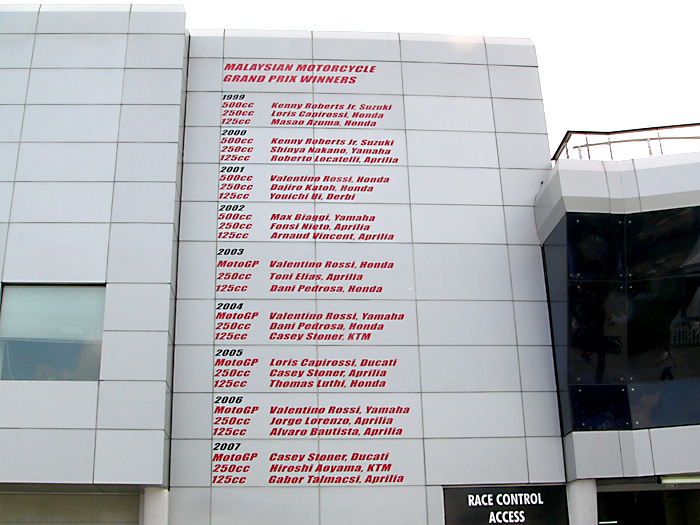 MALAYSIAN MOTORCYCLE
GRAND PRIX WINNERS
1999
500cc Kenny Roberts Jr, Suzuki
250cc Loris Capirossi, Honda
125cc Masao Azuma, Honda
2000
500cc Kenny Roberts Jr, Suzuki
250cc Shinya Nakano, Yamaha
125cc Roberto Locatelli, Aprilia
2001
500cc Valentino Rossi, Honda
250cc Dajiro Katoh, Honda
125cc Youichi Ui, Derbi
2002
500cc Max Biaggi, Yamaha
250cc Fonsi Nieto, Aprilia
125cc Arnaud Vincent, Aprilia
2003
MotoGP Valentino Rossi, Honda
250cc Toni Elias, Aprilia
125cc Dani Pedrosa, Honda
2004
MotoGP Valentino Rossi, Yamaha
250cc Dani Pedrosa, Honda
125cc Casey Stoner, KTM
2005
MotoGP Loris Capirossi, Ducati
250cc Casey Stoner, Aprilia
125cc Thomas Luthi, Honda
2006
MotoGP Valentino Rossi, Yamaha
250cc Jorge Lorenzo, Aprilia
125cc Alvaro Bautista, Aprilia
2007
MotoGP Casey Stoner, Ducati
250cc Hiroshi Aoyama, KTM
125cc Gabor Talmacsi, Aprilia
RACE CONTROL
ACCESS